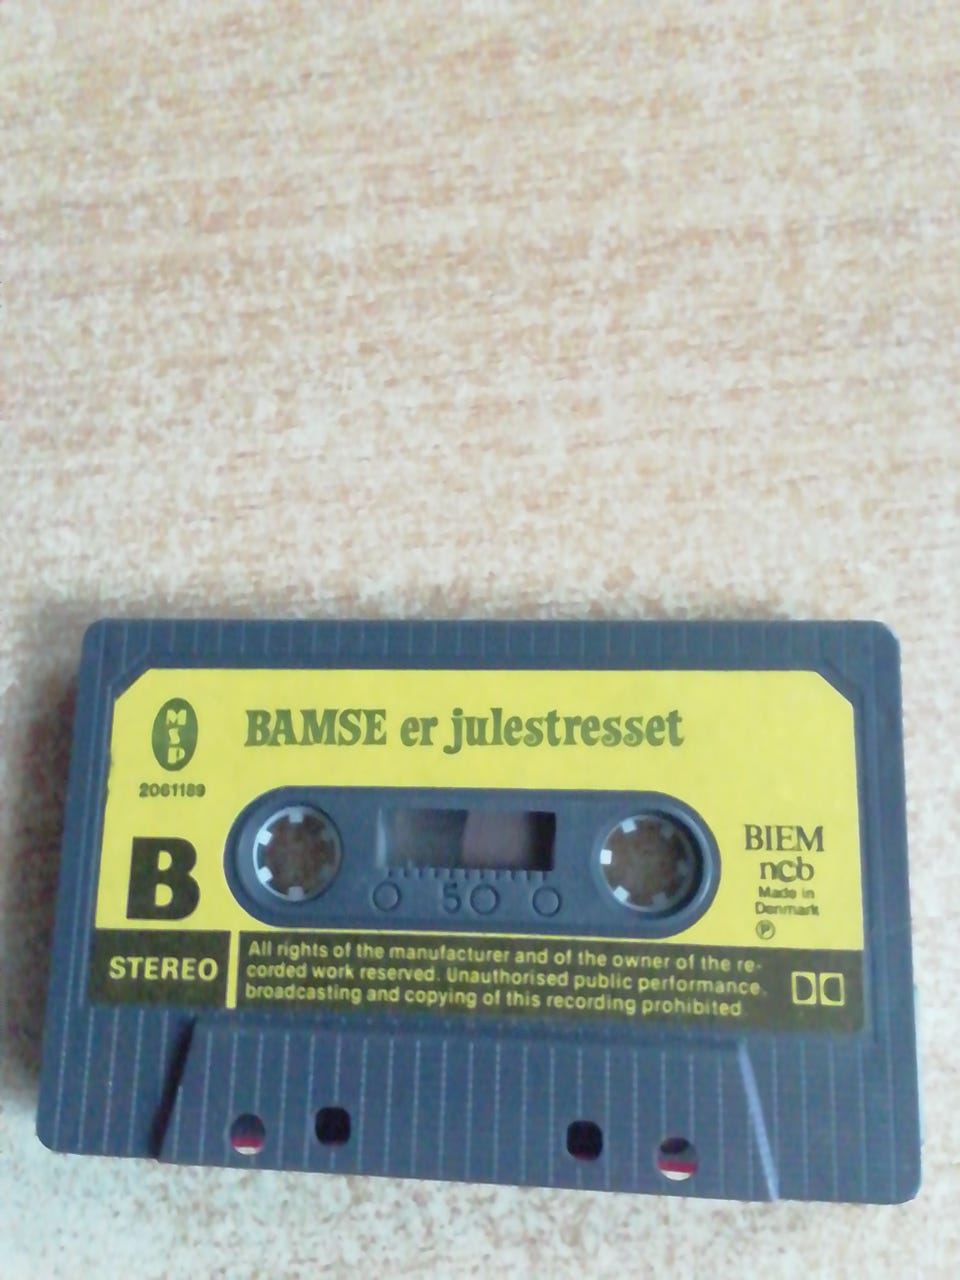 MSP
BAMSE er julestresset
2061189
B
BIEM
ncb
Made in
Denmark
℗
50
STEREO
All rights of the manufacturer and of the owner of the re-
corded work reserved. Unauthorised public performance,
broadcasting and copying of this recording prohibited